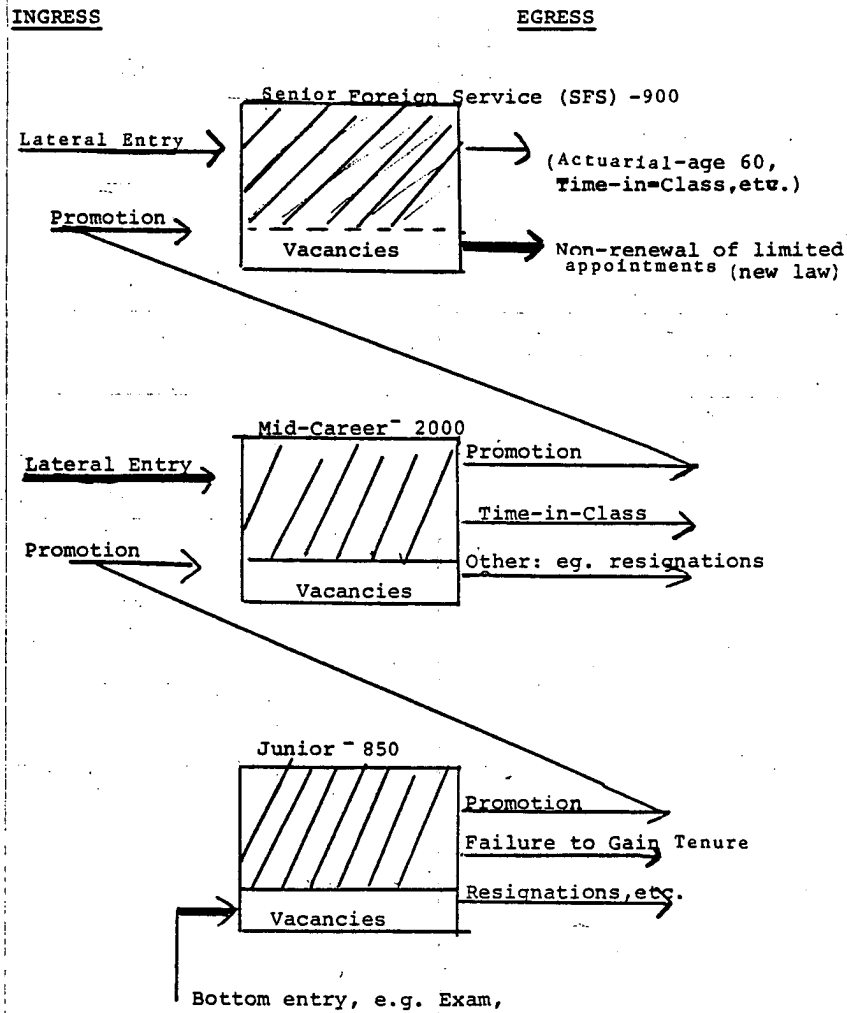 INGRESS
EGRESS
Senior Foreign Service (SFS) -900
Lateral Entry
(Actuarial-age 60,
Time-in-Class,etc.)
Promotion
Vacancies
Non-renewal of limited
appointments (new law)
Mid-Career- 2000
Promotion
Lateral Entry
Time-in-Class
Promotion
Other: eg. resignations
Vacancies
Junior - 850
Promotion
Failure to Gain Tenure
Resignations,etc.
Vacancies
Bottom entry, e.g. Exam,